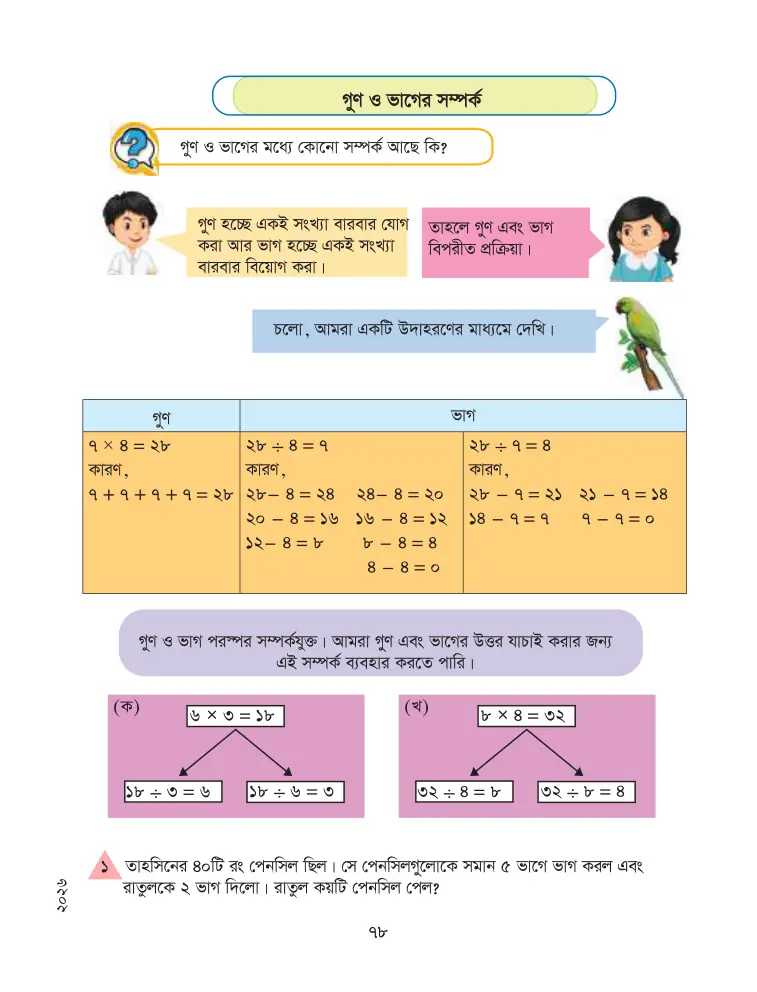 গুণ ও ভাগের সম্পর্ক
গুণ ও ভাগের মধ্যে কোনো সম্পর্ক আছে কি?
গুণ হচ্ছে একই সংখ্যা বারবার যোগ
করা আর ভাগ হচ্ছে একই সংখ্যা
বারবার বিয়োগ করা।
তাহলে গুণ এবং ভাগ
বিপরীত প্রক্রিয়া।
চলো, আমরা একটি উদাহরণের মাধ্যমে দেখি।
গুণ
ভাগ
৭ × ৪ = ২৮
কারণ,
৭ + ৭ + ৭ + ৭ = ২৮
২৮ ÷ ৪ = ৭
কারণ,
২৮– ৪ = ২৪ ২৪– ৪ = ২০
২০ – ৪ = ১৬ ১৬ – ৪ = ১২
১২– ৪ = ৮ ৮ – ৪ = ৪
৪ – ৪ = ০
২৮ ÷ ৭ = ৪
কারণ,
২৮ – ৭ = ২১ ২১ – ৭ = ১৪
১৪ – ৭ = ৭ ৭ – ৭ = ০
গুণ ও ভাগ পরস্পর সম্পর্কযুক্ত। আমরা গুণ এবং ভাগের উত্তর যাচাই করার জন্য
এই সম্পর্ক ব্যবহার করতে পারি।
(ক)
৬ × ৩ = ১৮
১৮ ÷ ৩ = ৬ ১৮ ÷ ৬ = ৩
(খ)
৮ × ৪ = ৩২
৩২ ÷ ৪ = ৮ ৩২ ÷ ৮ = ৪
১ তাহসিনের ৪০টি রং পেনসিল ছিল। সে পেনসিলগুলোকে সমান ৫ ভাগে ভাগ করল এবং
রাতুলকে ২ ভাগ দিলো। রাতুল কয়টি পেনসিল পেল?
২০২৬
৭৮